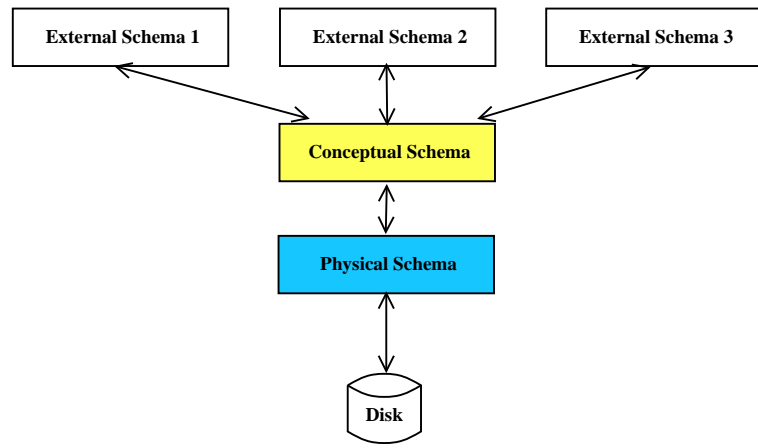 External Schema 1
External Schema 2
External Schema 3
Conceptual Schema
Physical Schema
Disk